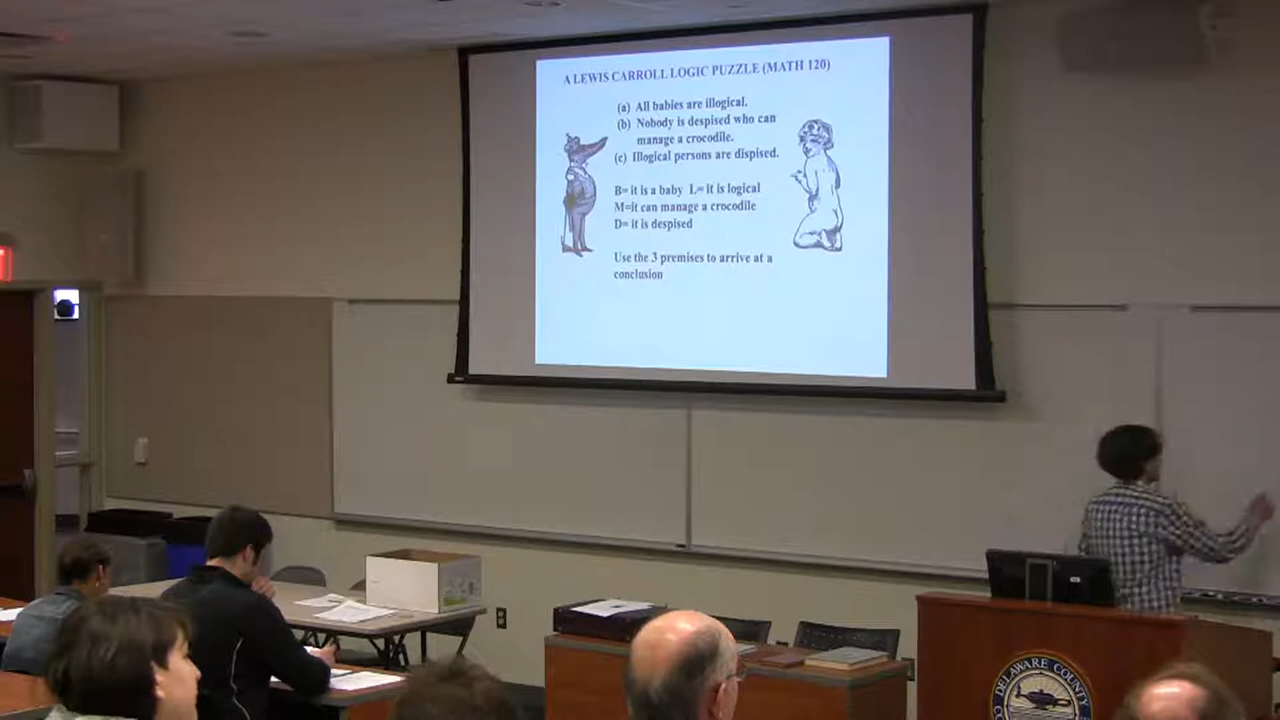 A LEWIS CARROLL LOGIC PUZZLE (MATH 120)
(a) All babies are illogical.
(b) Nobody is despised who can
manage a crocodile.
(c) Illogical persons are dispised.
B= it is a baby L= it is logical
M=it can manage a crocodile
D= it is despised
Use the 3 premises to arrive at a
conclusion
DELAWARE COUNTY